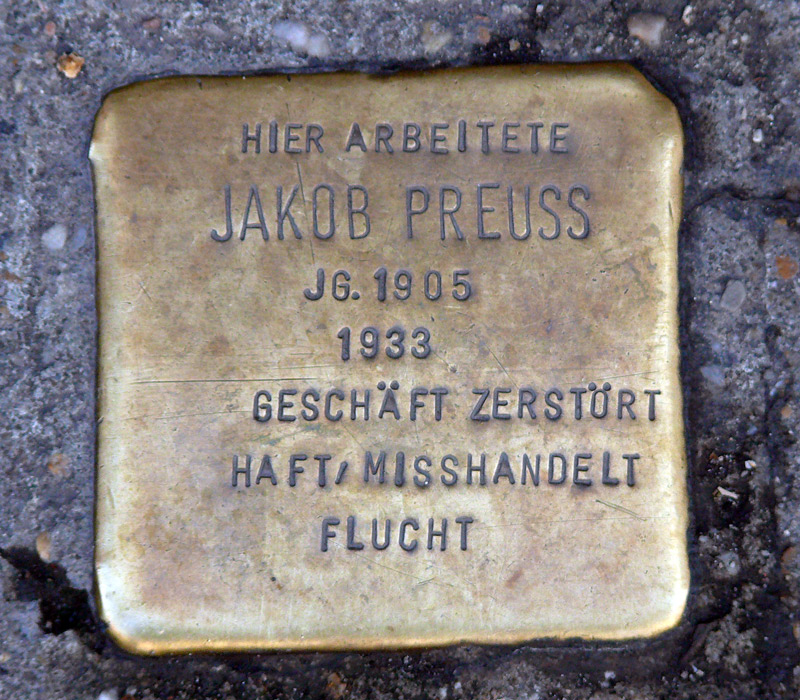 HIER ARBEITETE
JAKOB PREUSS
JG. 1905
1933
GESCHÄFT ZERSTÖRT
HAFT/MISSHANDELT
FLUCHT